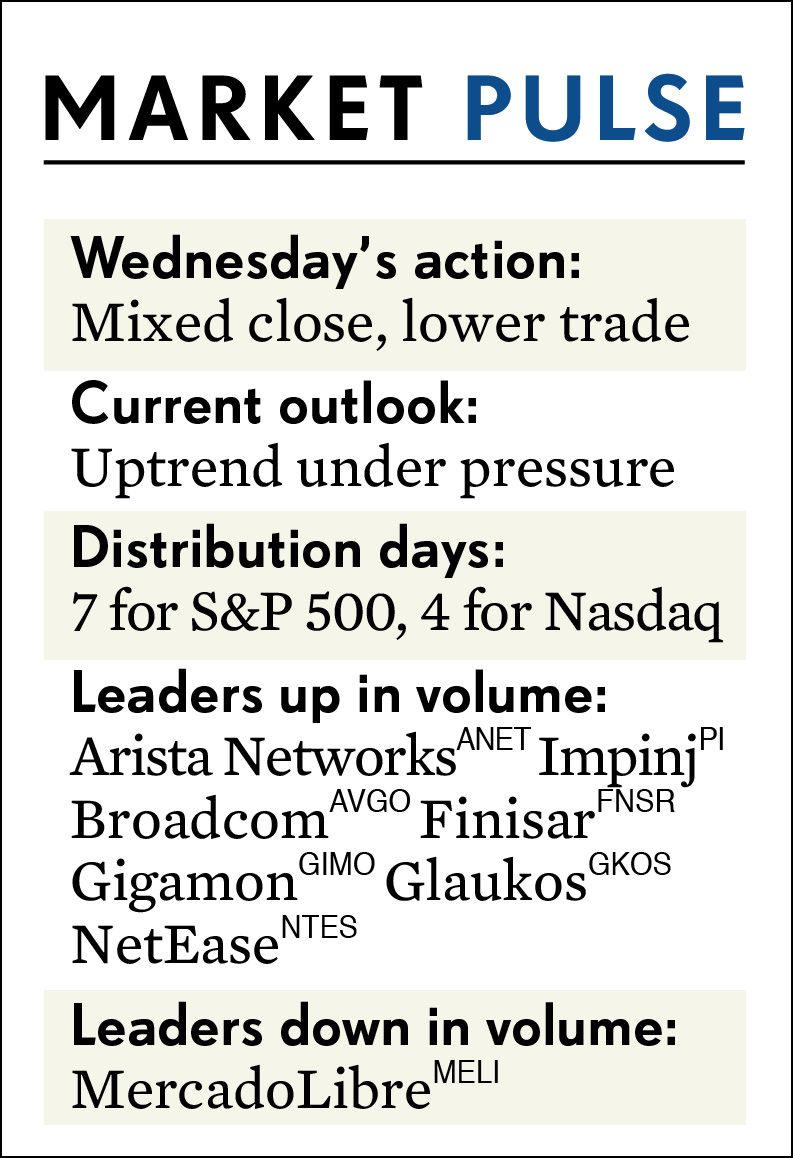 MARKET PULSE
Wednesday's action:
Mixed close, lower trade
Current outlook:
Uptrend under pressure
Distribution days:
7 for S&P 500, 4 for Nasdaq
Leaders up in volume:
Arista Networks ANET Impinj PI
Broadcom AVGO Finisar FNSR
Gigamon GIMO Glaukos GKOS
NetEase NTES
Leaders down in volume:
MercadoLibre MELI